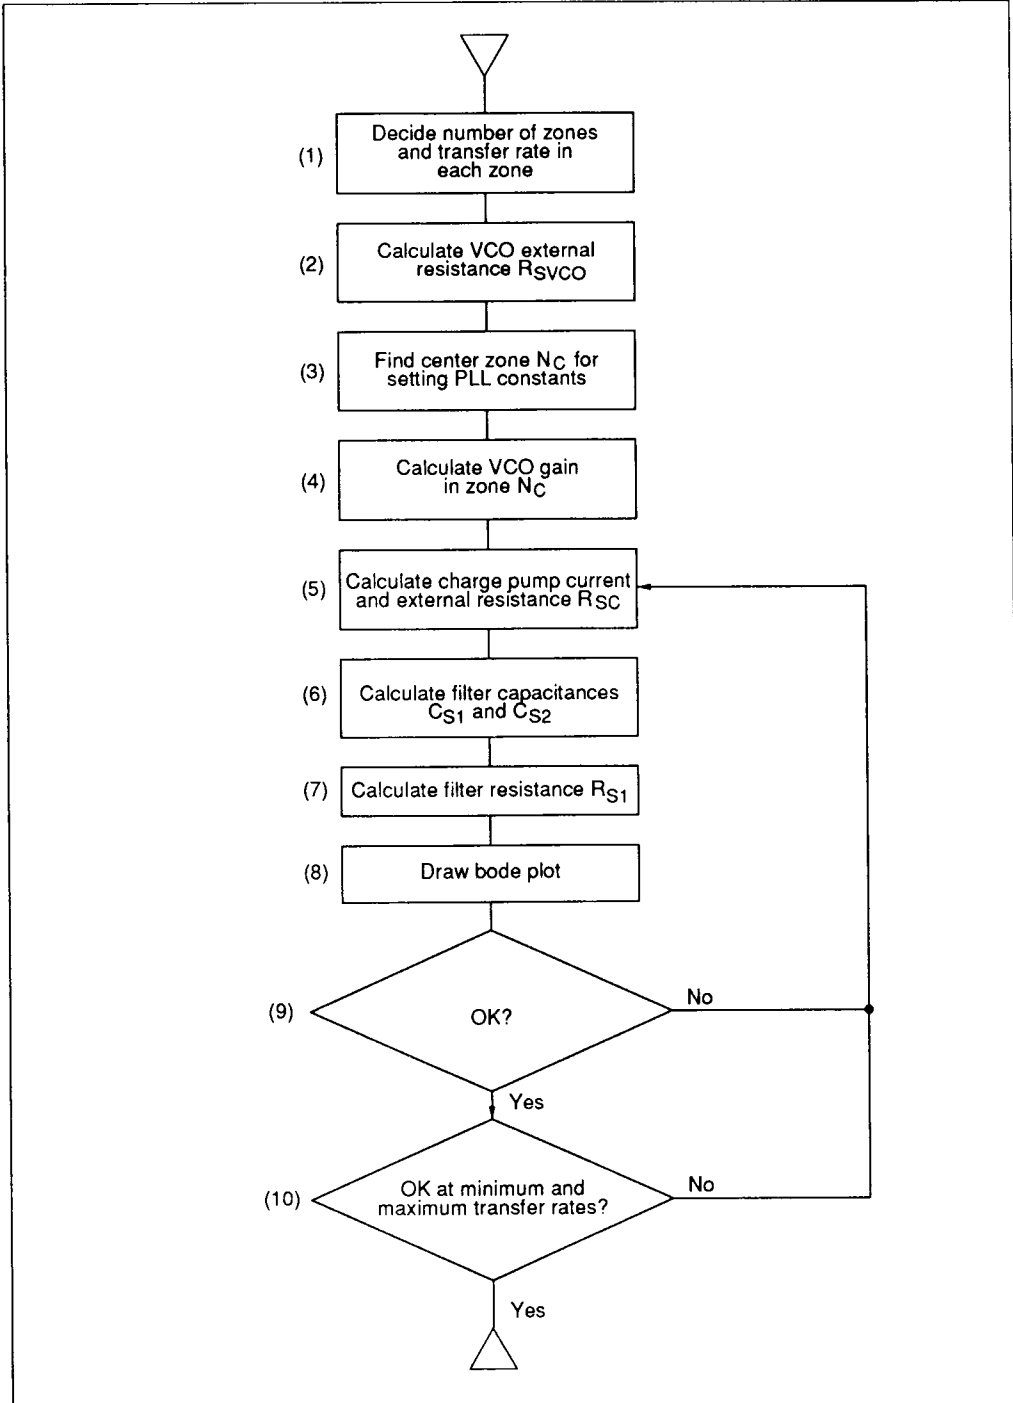 (1)
Decide number of zones
and transfer rate in
each zone
(2)
Calculate VCO external
resistance RSVCO
(3)
Find center zone NC for
setting PLL constants
(4)
Calculate VCO gain
in zone NC
(5)
Calculate charge pump current
and external resistance RSC
(6)
Calculate filter capacitances
CS1 and CS2
(7)
Calculate filter resistance RS1
(8)
Draw bode plot
(9)
OK?
No
Yes
(10)
OK at minimum and
maximum transfer rates?
No
Yes